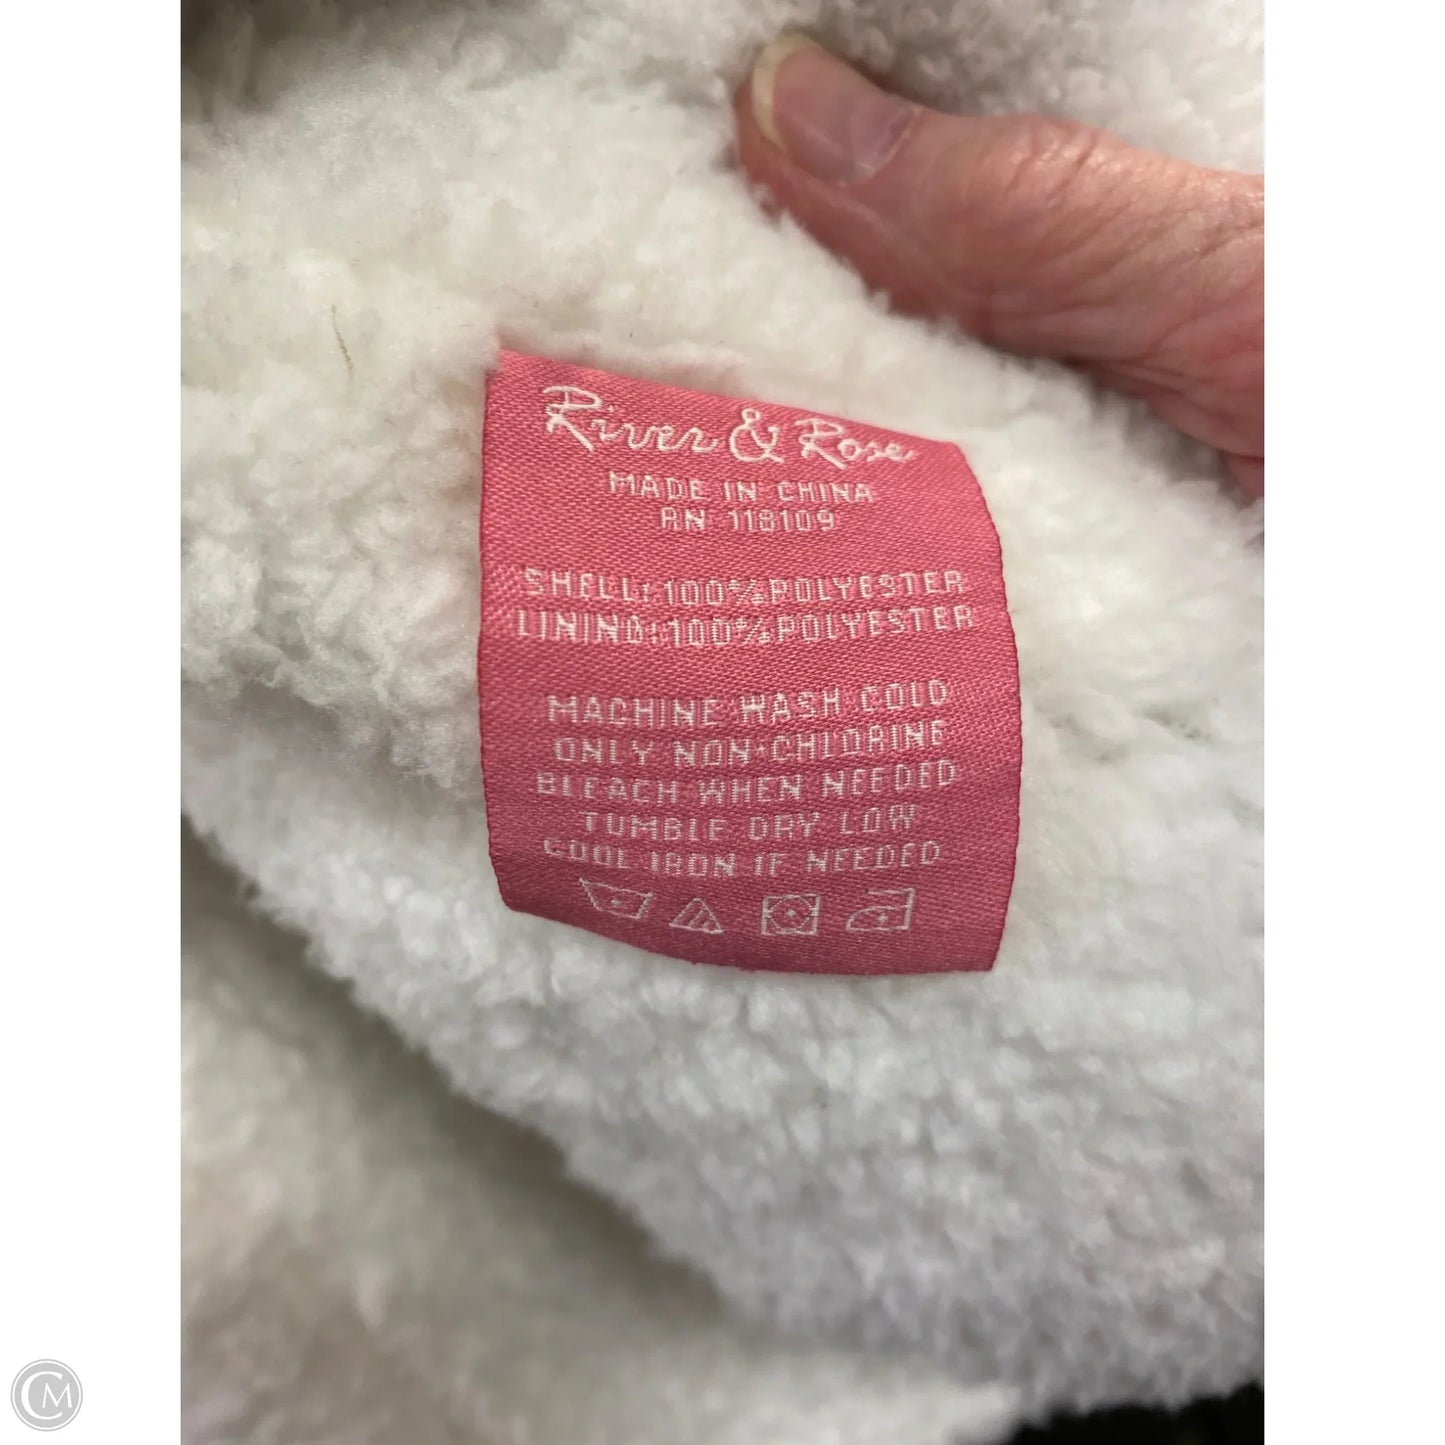 River & Rose
MADE IN CHINA
RN 118109
SHELL: 100% POLYESTER
LINING: 100% POLYESTER
MACHINE WASH COLD
ONLY NON-CHLORINE
BLEACH WHEN NEEDED
TUMBLE DRY LOW
COOL IRON IF NEEDED
CM